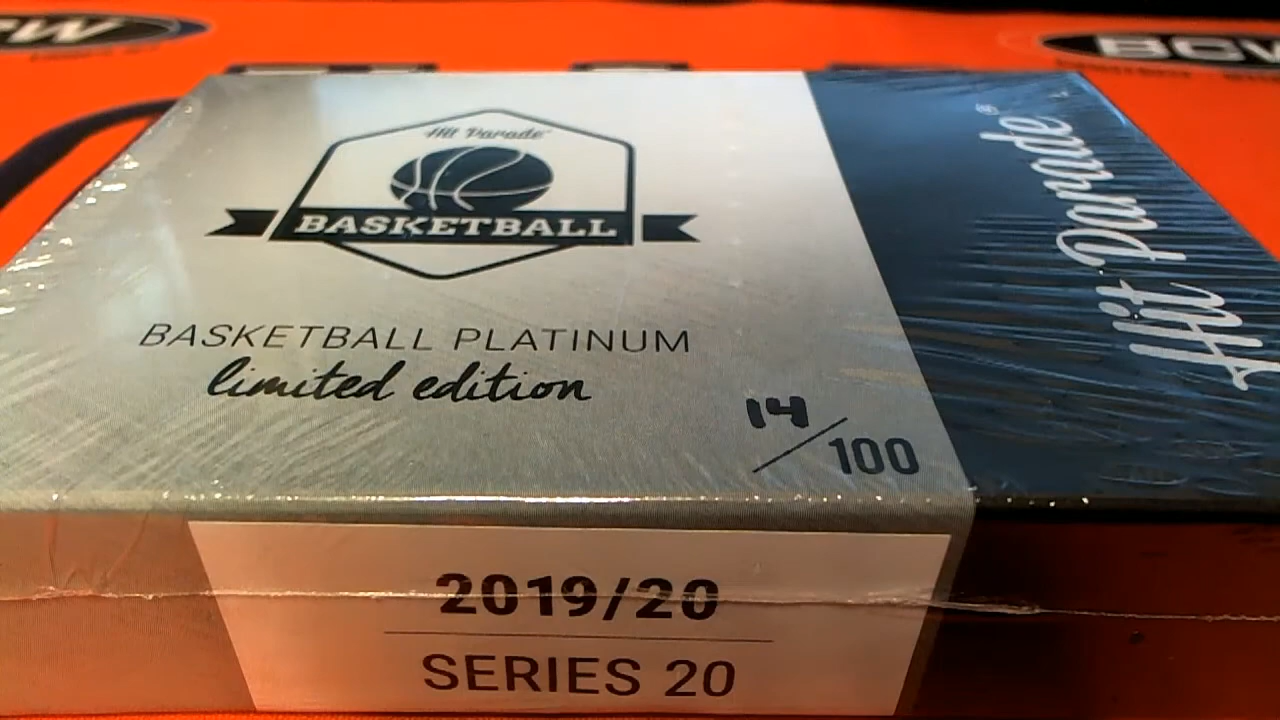 BCW
Hit Parade
BASKETBALL
BASKETBALL PLATINUM
limited edition
14/100
Hit Parade®
2019/20
SERIES 20